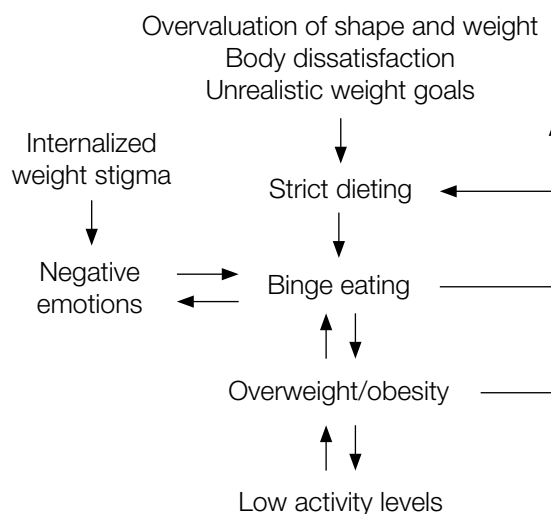 Overvaluation of shape and weight
Body dissatisfaction
Unrealistic weight goals
Internalized
weight stigma
Strict dieting
Negative
emotions
Binge eating
Overweight/obesity
Low activity levels